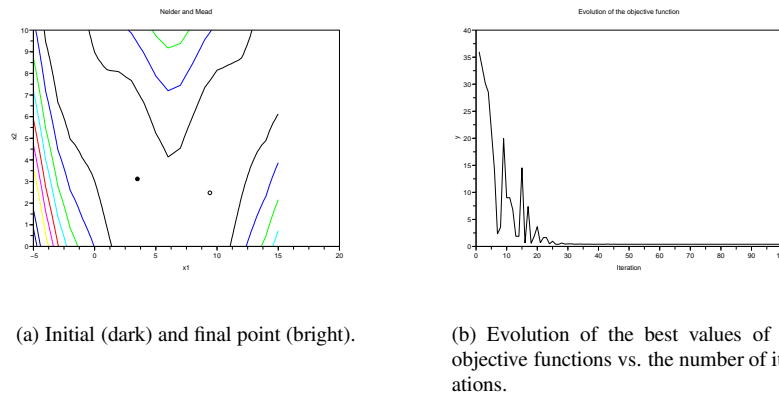 Nelder and Mead
10
9
8
7
6
5
4
3
2
1
0
x2
−5 0 5 10 15 20
x1
(a) Initial (dark) and final point (bright).
Evolution of the objective function
40
35
30
25
20
15
10
5
0
y
0 10 20 30 40 50 60 70 80 90
Iteration
(b) Evolution of the best values of
objective functions vs. the number of
ations.